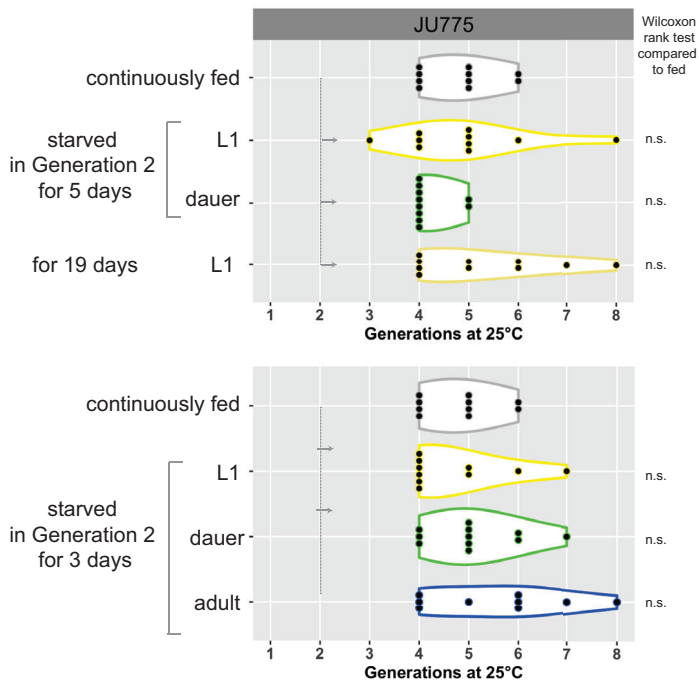 JU775
Wilcoxon
rank test
compared
to fed
continuously fed
starved
in Generation 2
for 5 days
L1
n.s.
dauer
n.s.
for 19 days
L1
n.s.
1 2 3 4 5 6 7 8
Generations at 25°C
continuously fed
starved
in Generation 2
for 3 days
L1
n.s.
dauer
n.s.
adult
n.s.
1 2 3 4 5 6 7 8
Generations at 25°C